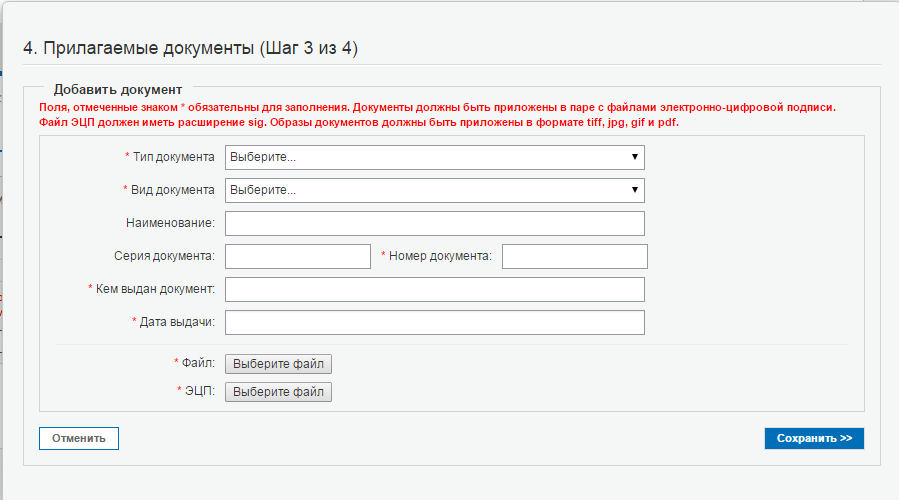 4. Прилагаемые документы (Шаг 3 из 4)
Добавить документ
Поля, отмеченные знаком * обязательны для заполнения. Документы должны быть приложены в паре с файлами электронно-цифровой подписи.
Файл ЭЦП должен иметь расширение sig. Образы документов должны быть приложены в формате tiff, jpg, gif и pdf.
* Тип документа Выберите...
* Вид документа Выберите...
Наименование:
Серия документа: * Номер документа:
* Кем выдан документ:
* Дата выдачи:
* Файл: Выберите файл
* ЭЦП: Выберите файл
Отменить Сохранить >>